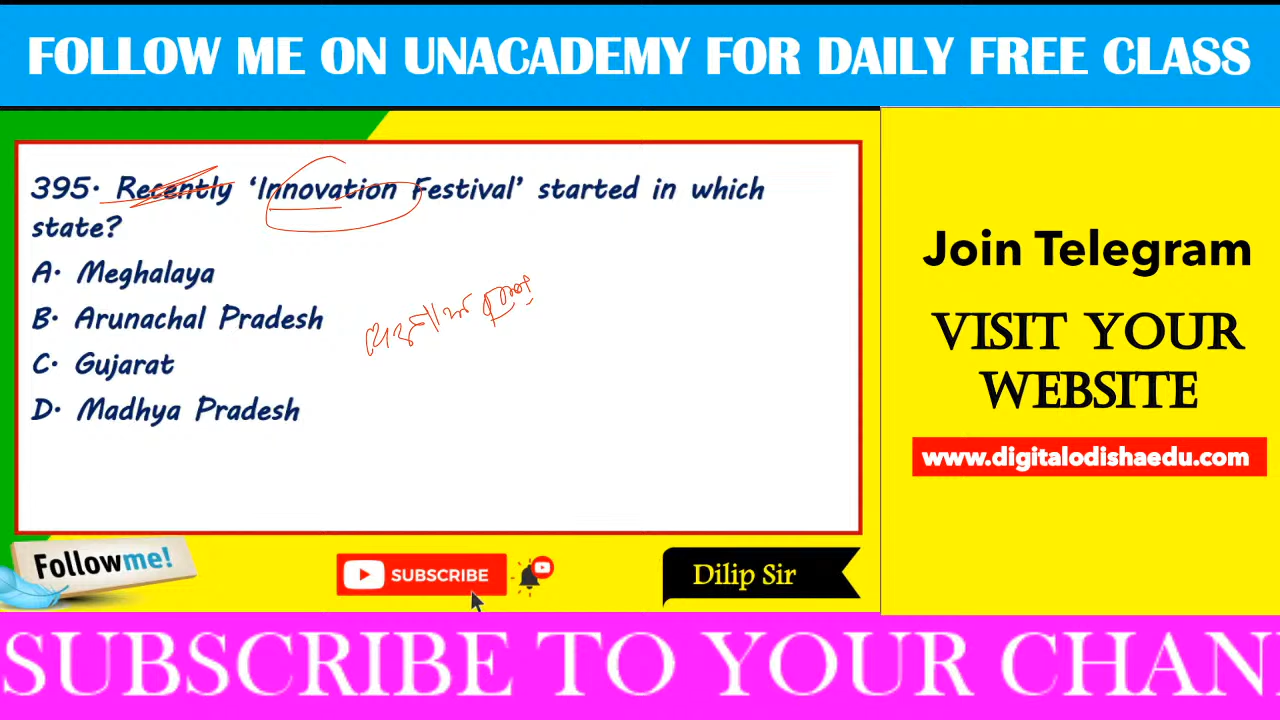 FOLLOW ME ON UNACADEMY FOR DAILY FREE CLASS
395. Recently ‘Innovation Festival’ started in which
state?
A. Meghalaya
B. Arunachal Pradesh
C. Gujarat
D. Madhya Pradesh
Join Telegram
VISIT YOUR
WEBSITE
www.digitalodishaedu.com
Followme!
SUBSCRIBE
Dilip Sir
SUBSCRIBE TO YOUR CHAN